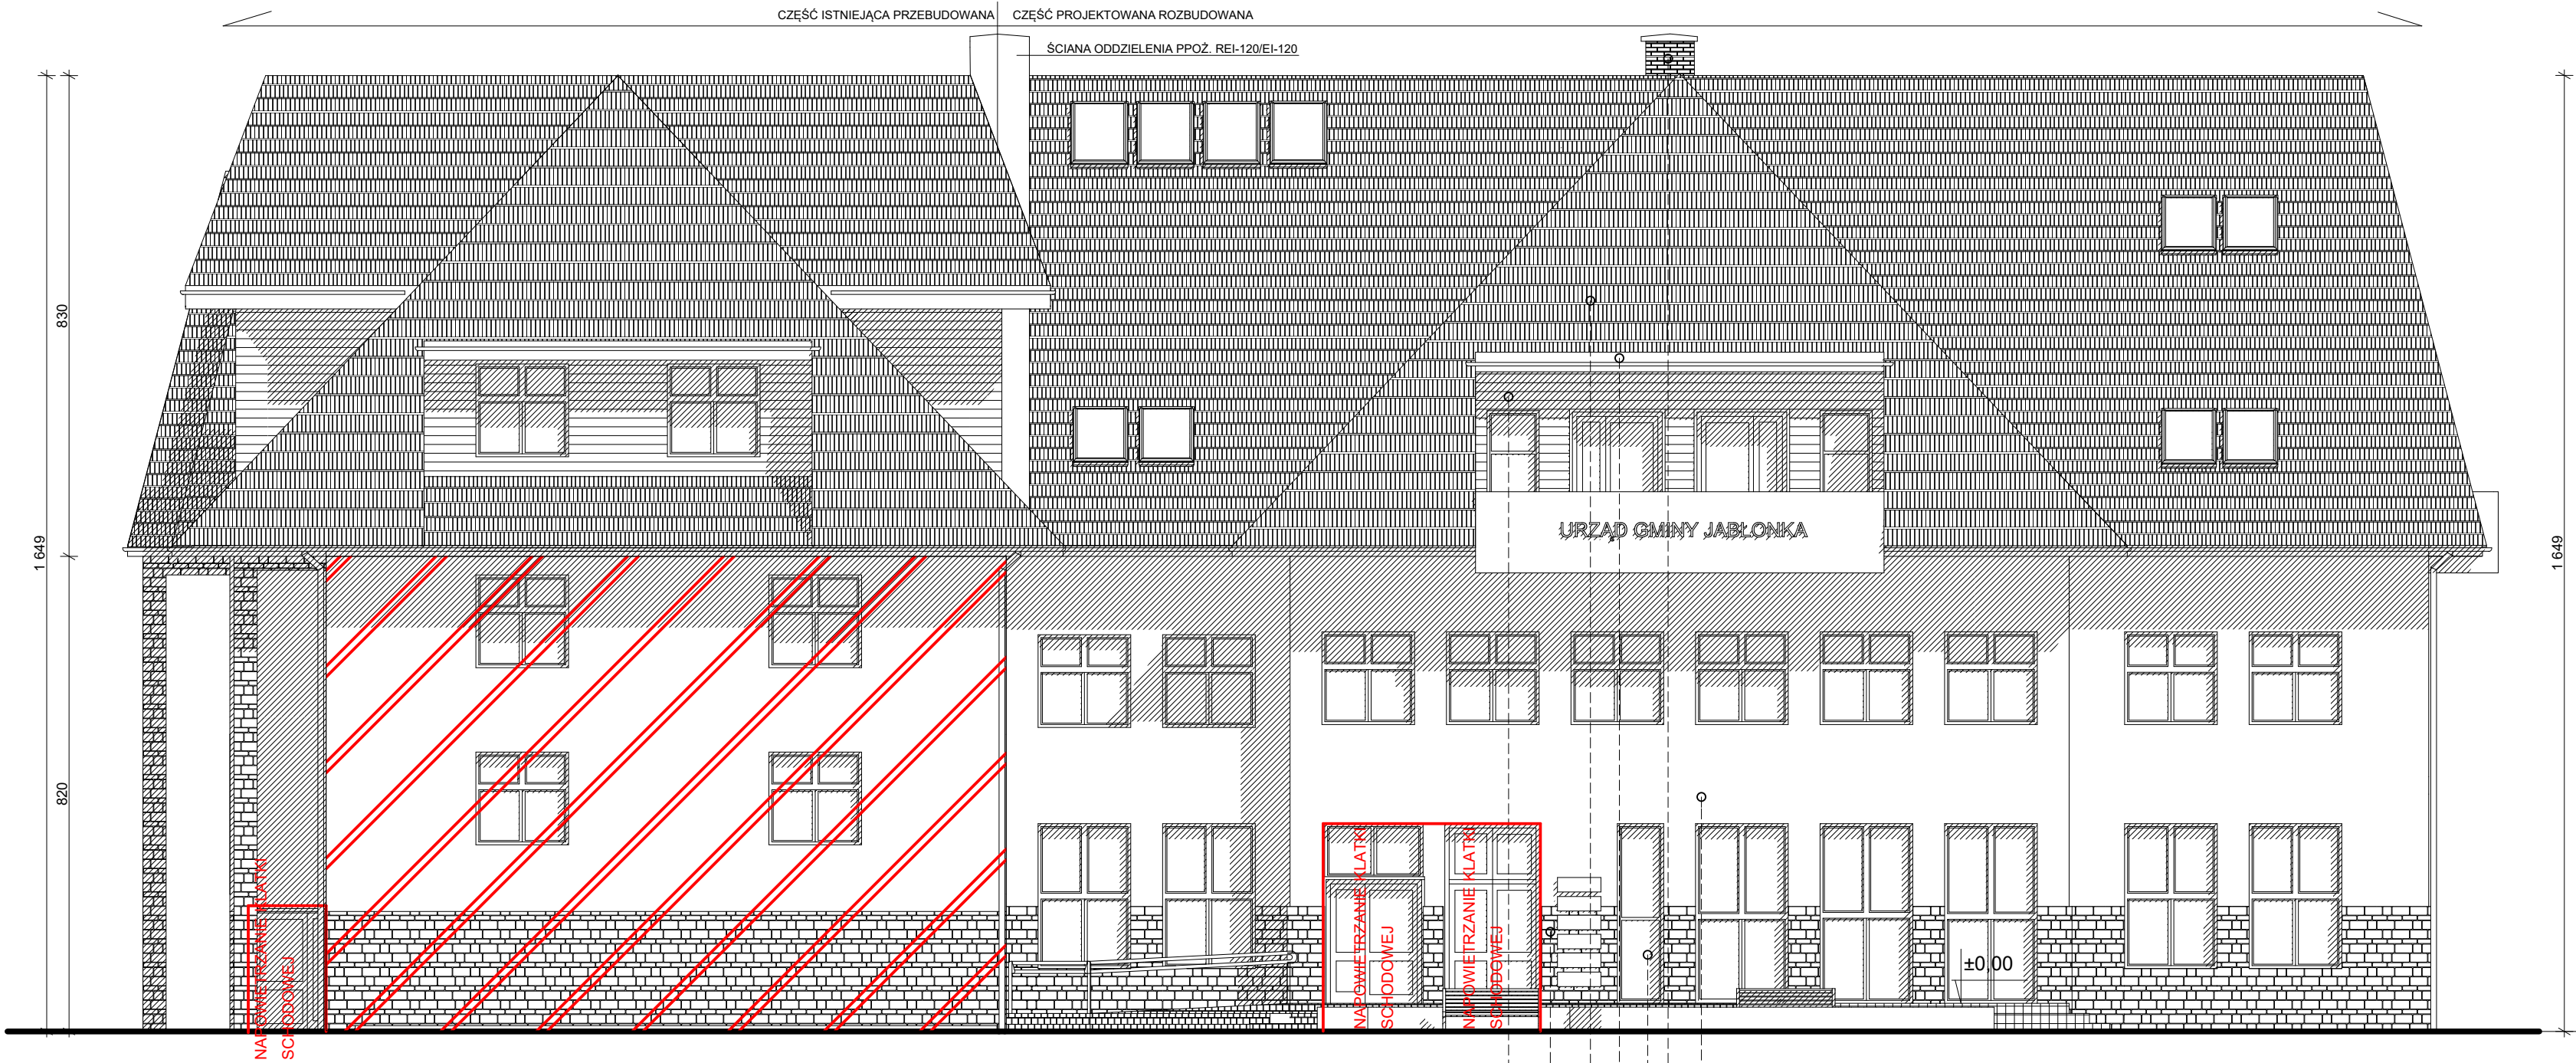 CZĘŚĆ ISTNIEJĄCA PRZEBUDOWANA
CZĘŚĆ PROJEKTOWANA ROZBUDOWANA
ŚCIANA ODDZIELENIA PPOŻ. REI-120/EI-120
830
1 649
820
1 649
URZĄD GMINY JABŁONKA
±0,00
NAPOWIETRZANIE KLATKI
SCHODOWEJ
NAPOWIETRZANIE KLATKI
SCHODOWEJ
NAPOWIETRZANIE KLATKI
SCHODOWEJ